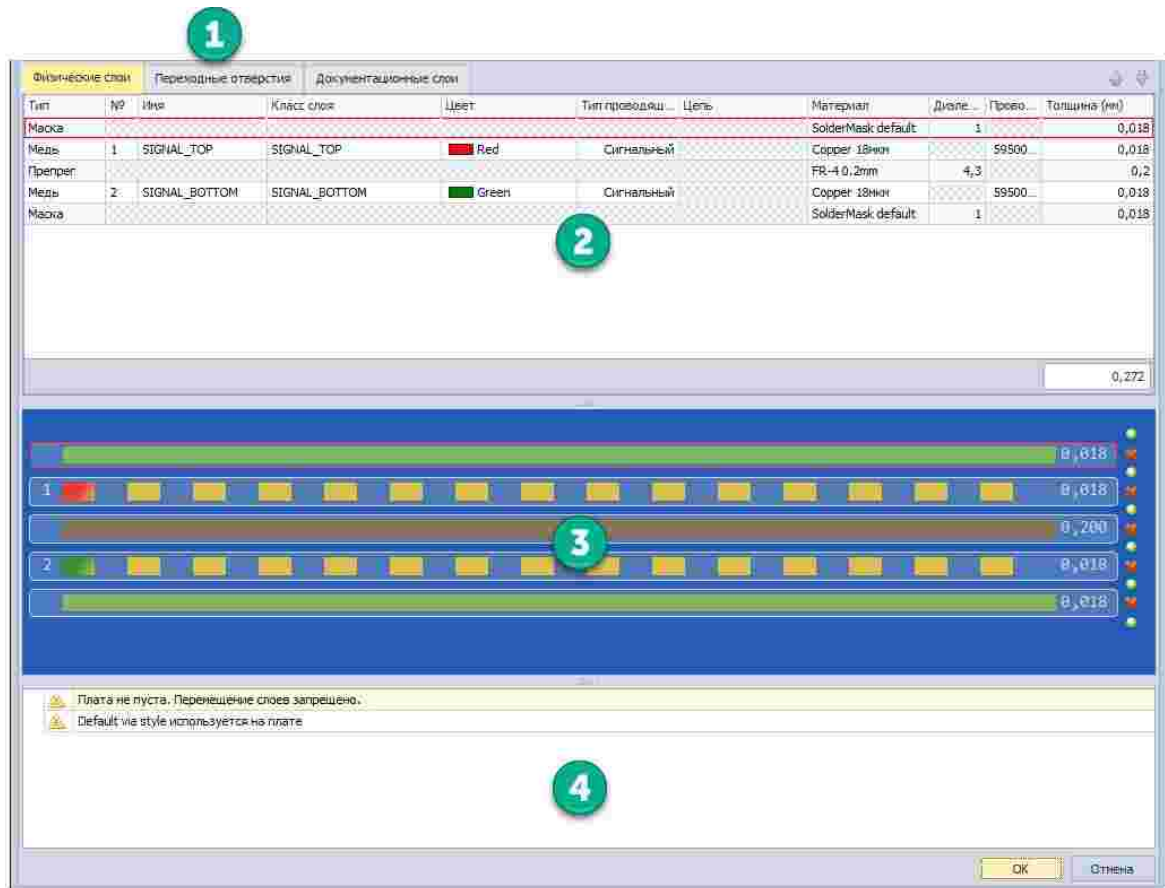 1
Физические слои Переходные отверстия Документационные слои
Тип № Имя Класс слоя Цвет Тип проводящ... Цепь Материал Диэле... Прово... Толщина (мм)
Маска SolderMask default 1 0,018
Медь 1 SIGNAL_TOP SIGNAL_TOP Red Сигнальный Copper 18мкм 59500... 0,018
Препрег FR-4 0.2mm 4,3 0,2
Медь 2 SIGNAL_BOTTOM SIGNAL_BOTTOM Green Сигнальный Copper 18мкм 59500... 0,018
Маска SolderMask default 1 0,018
2
0,272
0,018
1 0,018
0,200
3
2 0,018
0,018
Плата не пуста. Перемещение слоев запрещено.
Default via style используется на плате
4
OK Отмена